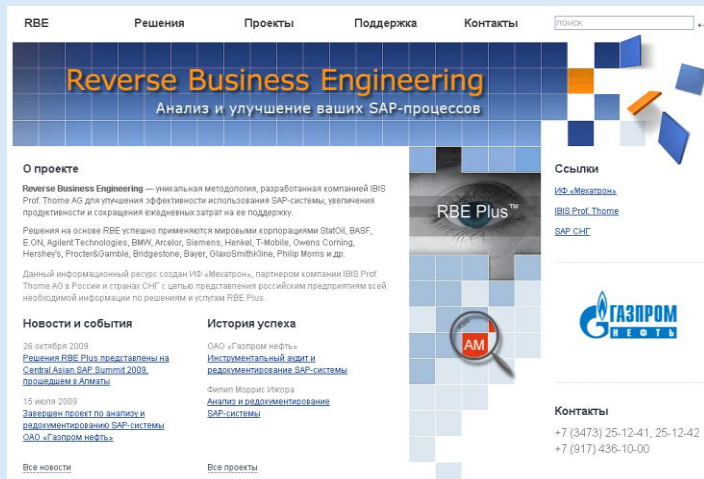 RBE
Решения
Проекты
Поддержка
Контакты
поиск
Reverse Business Engineering
Анализ и улучшение ваших SAP-процессов
О проекте
Reverse Business Engineering — уникальная методология, разработанная компанией IBIS
Prof. Thome AG для улучшения эффективности использования SAP-системы, увеличения
продуктивности и сокращения ежедневных затрат на ее поддержку.
Решения на основе RBE успешно применяются мировыми корпорациями StatOil, BASF,
E.ON, Agilent Technologies, BMW, Arcelor, Siemens, Henkel, T-Mobile, Owens Corning,
Hershey's, Procter&Gamble, Bridgestone, Bayer, GlaxoSmithKline, Philip Morris и др.
Данный информационный ресурс создан ИФ «Мехатрон», партнером компании IBIS Prof.
Thome AG в России и странах СНГ с целью представления российским предприятиям всей
необходимой информации по решениям и услугам RBE Plus.
RBE Plus™
AM
Новости и события
26 октября 2009
Решения RBE Plus представлены на
Central Asian SAP Summit 2009,
прошедшем в Алматы
15 июля 2009
Завершен проект по анализу и
редокументированию SAP-системы
ОАО «Газпром нефть»
Все новости
История успеха
ОАО «Газпром нефть»
Инструментальный аудит и
редокументирование SAP-системы
Филип Моррис Ижора
Анализ и редокументирование
SAP-системы
Все проекты
Ссылки
ИФ «Мехатрон»
IBIS Prof. Thome
SAP СНГ
ГАЗПРОМ
НЕФТЬ
Контакты
+7 (3473) 25-12-41, 25-12-42
+7 (917) 436-10-00